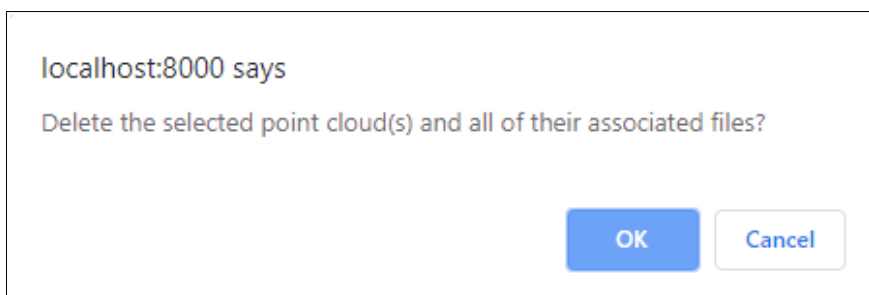 localhost:8000 says
Delete the selected point cloud(s) and all of their associated files?
OK Cancel